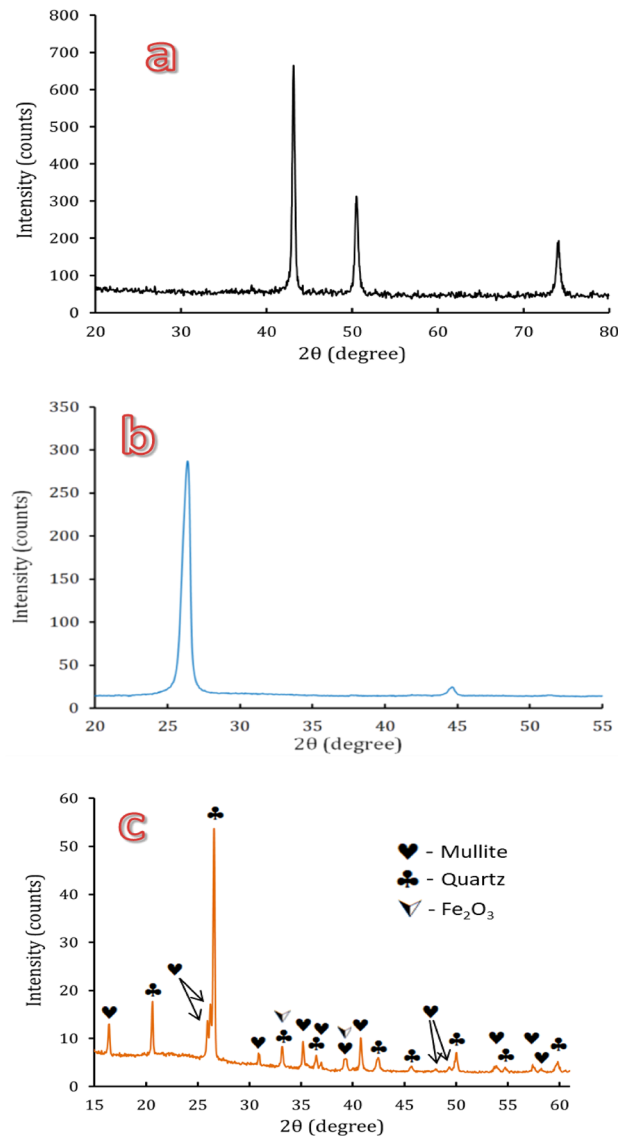 a
800
700
600
500
400
300
200
100
0
Intensity (counts)
20 30 40 50 60 70 80
2θ (degree)
b
350
300
250
200
150
100
50
0
Intensity (counts)
20 25 30 35 40 45 50 55
2θ (degree)
c
60
50
40
30
20
10
0
Intensity (counts)
♥ - Mullite
♣ - Quartz
- Fe₂O₃
15 20 25 30 35 40 45 50 55 60
2θ (degree)